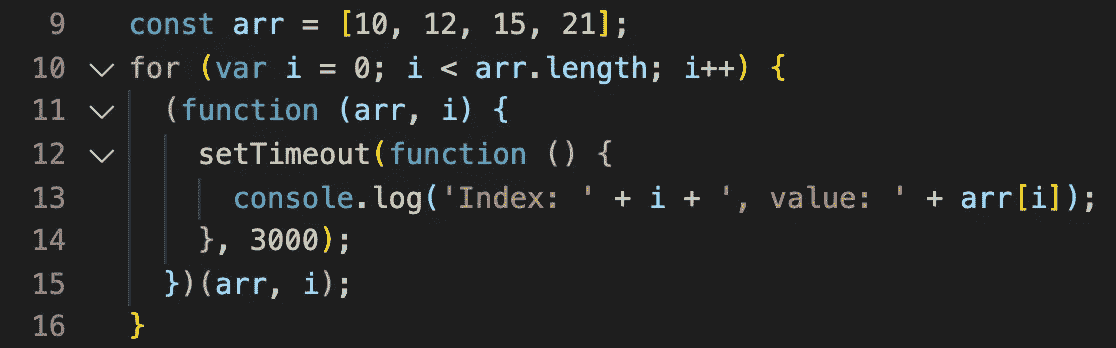 9 const arr = [10, 12, 15, 21];
10 for (var i = 0; i < arr.length; i++) {
11 (function (arr, i) {
12 setTimeout(function () {
13 console.log('Index: ' + i + ', value: ' + arr[i]);
14 }, 3000);
15 })(arr, i);
16 }